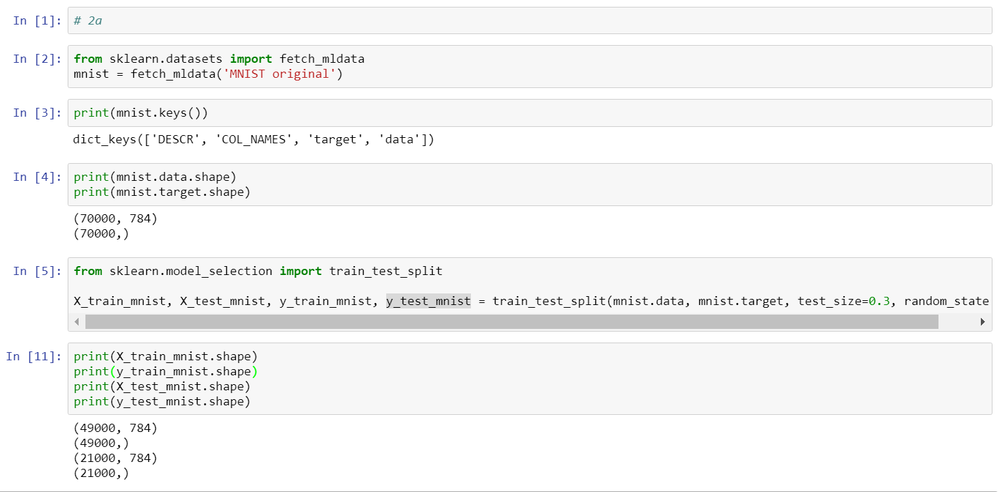 In [1]: # 2a
In [2]: from sklearn.datasets import fetch_mldata
mnist = fetch_mldata('MNIST original')
In [3]: print(mnist.keys())
dict_keys(['DESCR', 'COL_NAMES', 'target', 'data'])
In [4]: print(mnist.data.shape)
print(mnist.target.shape)
(70000, 784)
(70000,)
In [5]: from sklearn.model_selection import train_test_split
X_train_mnist, X_test_mnist, y_train_mnist, y_test_mnist = train_test_split(mnist.data, mnist.target, test_size=0.3, random_state
In [11]: print(X_train_mnist.shape)
print(y_train_mnist.shape)
print(X_test_mnist.shape)
print(y_test_mnist.shape)
(49000, 784)
(49000,)
(21000, 784)
(21000,)